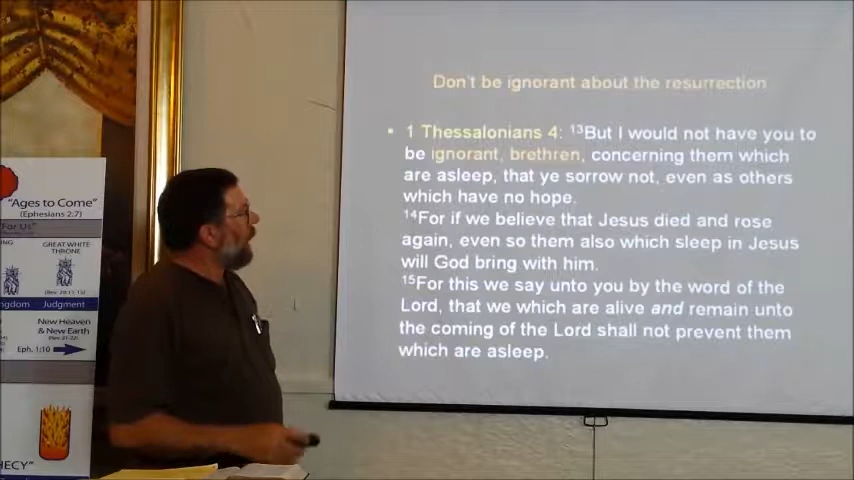 Don't be ignorant about the resurrection
• 1 Thessalonians 4: 13But I would not have you to
be ignorant, brethren, concerning them which
are asleep, that ye sorrow not, even as others
which have no hope.
14For if we believe that Jesus died and rose
again, even so them also which sleep in Jesus
will God bring with him.
15For this we say unto you by the word of the
Lord, that we which are alive and remain unto
the coming of the Lord shall not prevent them
which are asleep.
"Ages to Come"
(Ephesians 2:7)
For Us"
GREAT WHITE
THRONE
Judgment
New Heaven
& New Earth
Eph. 1:10